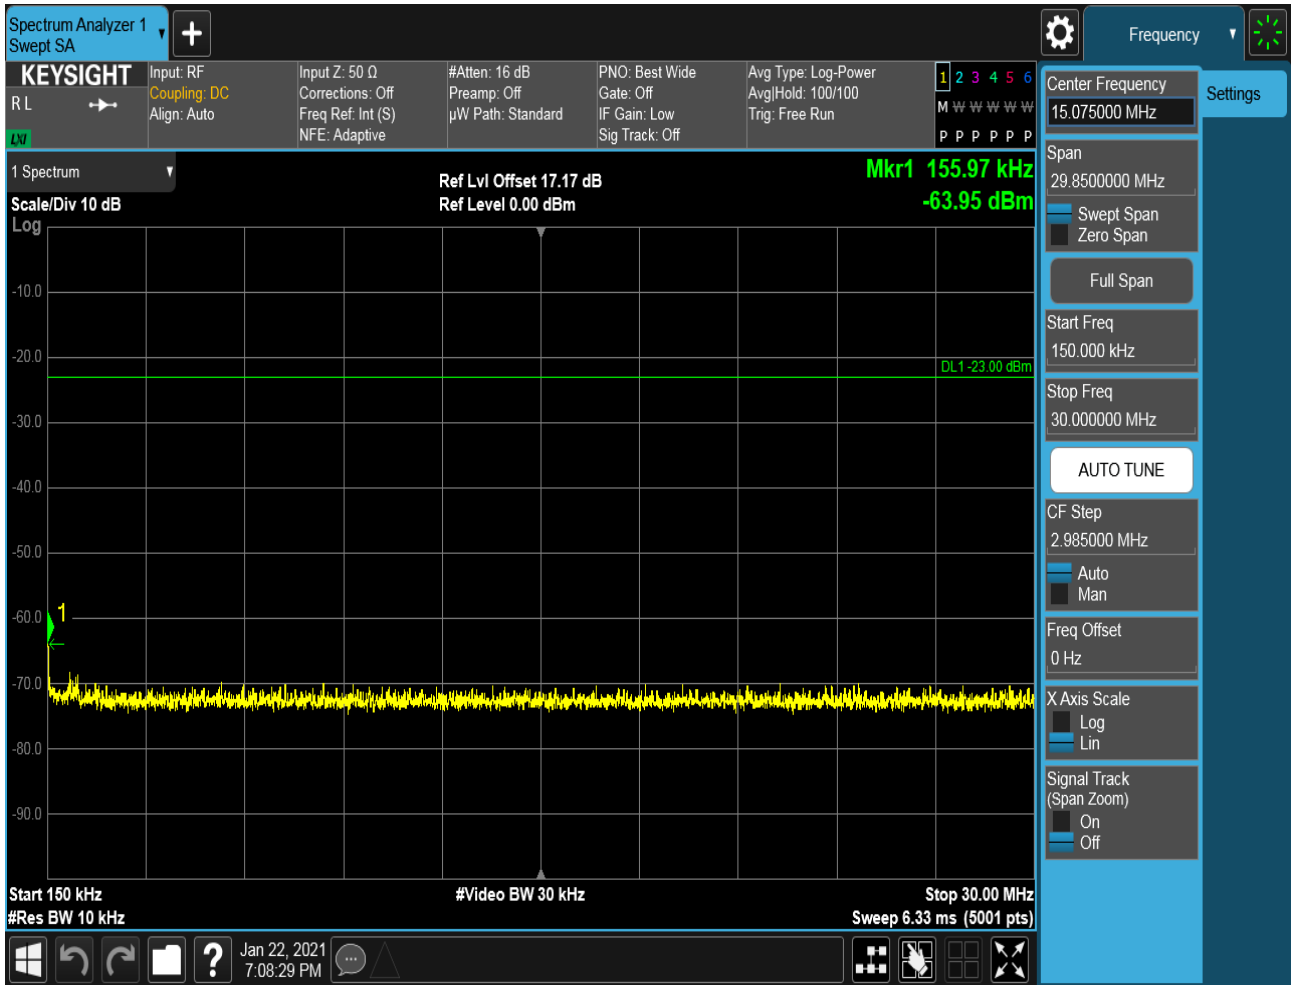 Spectrum Analyzer 1
Swept SA
Frequency
KEYSIGHT
R L
LXI
Input: RF
Coupling: DC
Align: Auto
Input Z: 50 Ω
Corrections: Off
Freq Ref: Int (S)
NFE: Adaptive
#Atten: 16 dB
Preamp: Off
µW Path: Standard
PNO: Best Wide
Gate: Off
IF Gain: Low
Sig Track: Off
Avg Type: Log-Power
Avg|Hold: 100/100
Trig: Free Run
1 2 3 4 5 6
M W W W W W
P P P P P P
1 Spectrum
Scale/Div 10 dB
Log
Ref Lvl Offset 17.17 dB
Ref Level 0.00 dBm
Mkr1 155.97 kHz
-63.95 dBm
-10.0
-20.0
DL1 -23.00 dBm
-30.0
-40.0
-50.0
-60.0
1
-70.0
-80.0
-90.0
Start 150 kHz
#Video BW 30 kHz
Stop 30.00 MHz
#Res BW 10 kHz
Sweep 6.33 ms (5001 pts)
?
Jan 22, 2021
7:08:29 PM
Center Frequency
15.075000 MHz
Settings
Span
29.8500000 MHz
Swept Span
Zero Span
Full Span
Start Freq
150.000 kHz
Stop Freq
30.000000 MHz
AUTO TUNE
CF Step
2.985000 MHz
Auto
Man
Freq Offset
0 Hz
X Axis Scale
Log
Lin
Signal Track
(Span Zoom)
On
Off